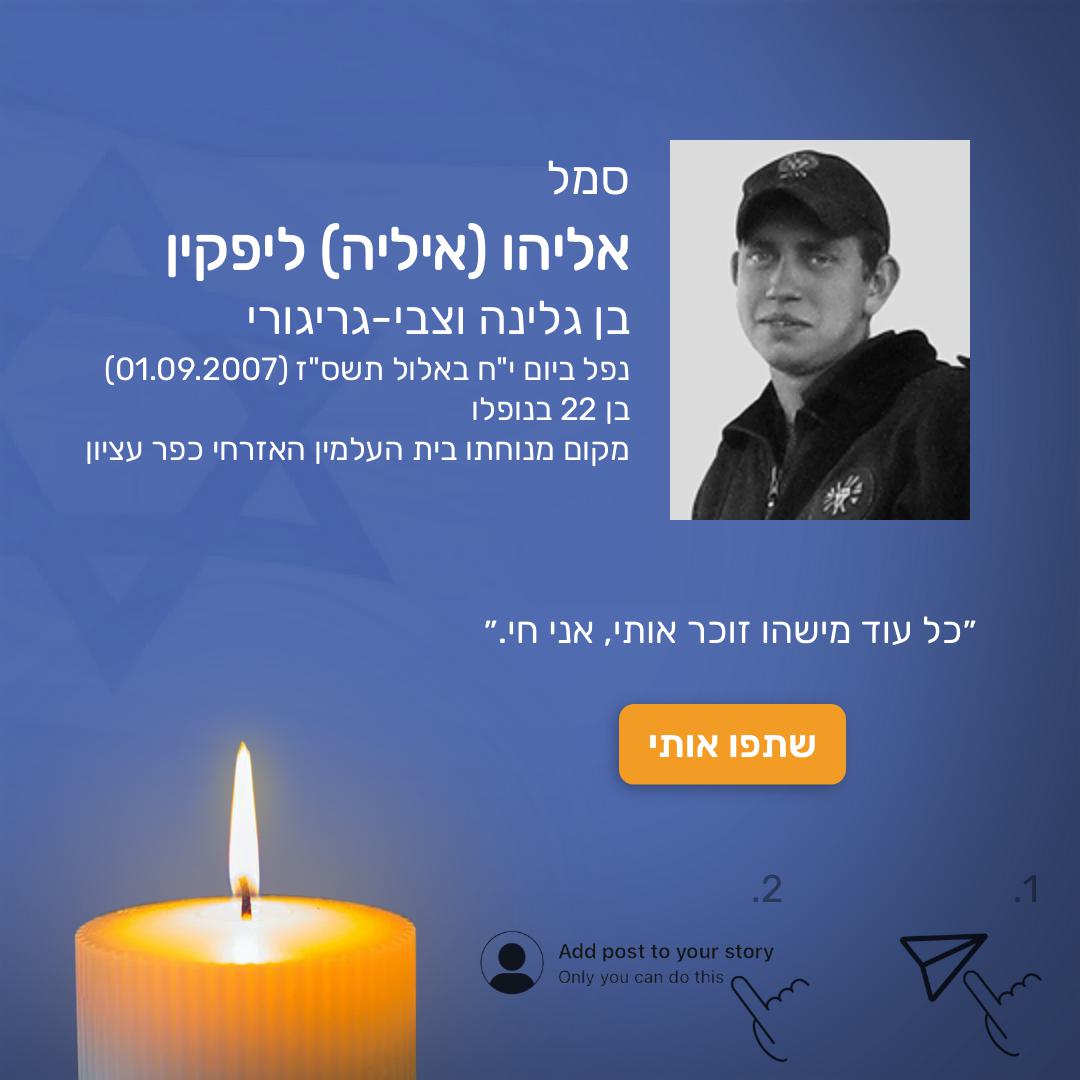 סמל
אליהו (איליה) ליפקין
בן גלינה וצבי-גריגורי
נפל ביום י"ח באלול תשס"ז (01.09.2007)
בן 22 בנופלו
מקום מנוחתו בית העלמין האזרחי כפר עציון
״כל עוד מישהו זוכר אותי, אני חי.״
שתפו אותי
1.
2.
Add post to your story
Only you can do this